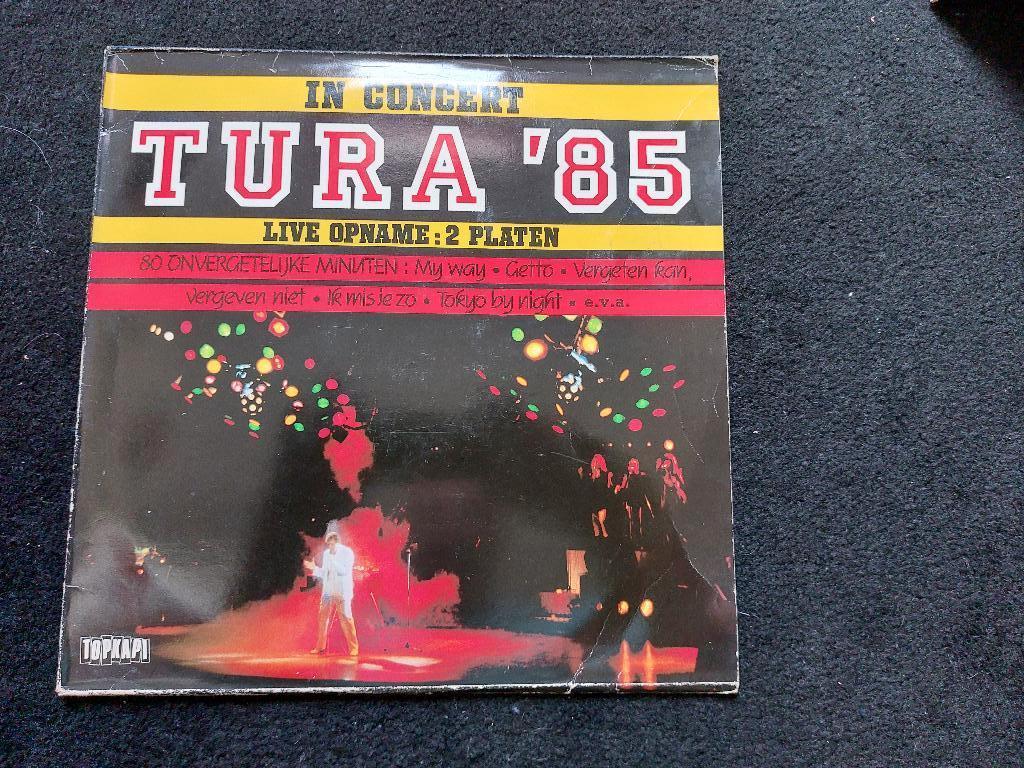 IN CONCERT
TURA '85
LIVE OPNAME: 2 PLATEN
80 ONVERGETELIJKE MINUTEN : My way • Getto • Vergeten kan,
vergeven niet • Ik mis je zo • Tokyo by night • e.v.a.
TOPKAPI